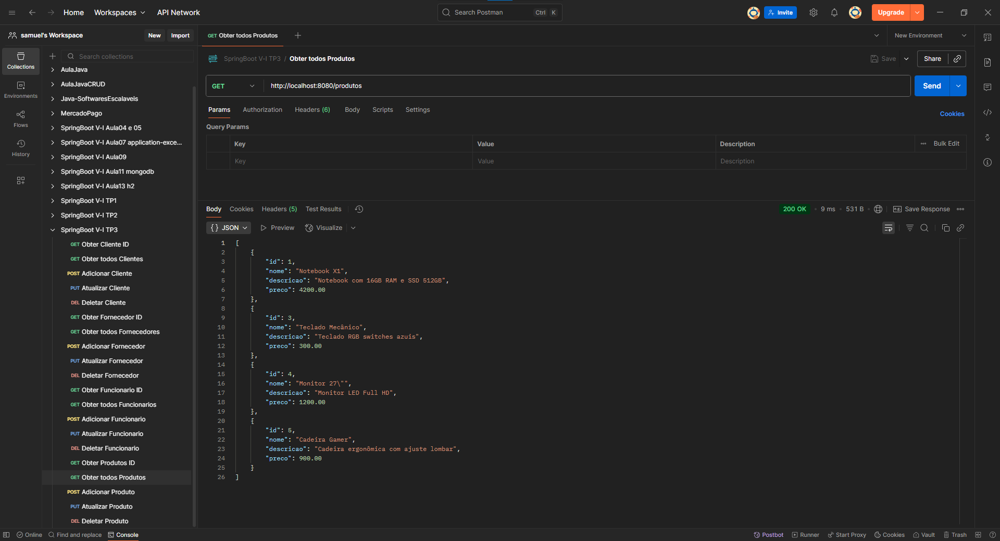 Home Workspaces API Network Search Postman Ctrl K Invite Upgrade
samuel's Workspace New Import GET Obter todos Produtos New Environment
Collections
Environments
Flows
History
Search collections
AulaJava
AulaJavaCRUD
Java-SoftwaresEscalaveis
MercadoPago
SpringBoot V-I Aula04 e 05
SpringBoot V-I Aula07 application-exce...
SpringBoot V-I Aula09
SpringBoot V-I Aula11 mongodb
SpringBoot V-I Aula13 h2
SpringBoot V-I TP1
SpringBoot V-I TP2
SpringBoot V-I TP3
GET Obter Cliente ID
GET Obter todos Clientes
POST Adicionar Cliente
PUT Atualizar Cliente
DEL Deletar Cliente
GET Obter Fornecedor ID
GET Obter todos Fornecedores
POST Adicionar Fornecedor
PUT Atualizar Fornecedor
DEL Deletar Fornecedor
GET Obter Funcionario ID
GET Obter todos Funcionarios
POST Adicionar Funcionario
PUT Atualizar Funcionario
DEL Deletar Funcionario
GET Obter Produtos ID
GET Obter todos Produtos
POST Adicionar Produto
PUT Atualizar Produto
DEL Deletar Produto
HTTP SpringBoot V-I TP3 / Obter todos Produtos Save Share
GET http://localhost:8080/produtos Send
Params Authorization Headers (6) Body Scripts Settings Cookies
Query Params
Key Value Description Bulk Edit
Key Value Description
Body Cookies Headers (5) Test Results 200 OK • 9 ms • 531 B • e.g. Save Response
{} JSON Preview Visualize
1 [
2 {
3 "id": 1,
4 "nome": "Notebook X1",
5 "descricao": "Notebook com 16GB RAM e SSD 512GB",
6 "preco": 4200.00
7 },
8 {
9 "id": 3,
10 "nome": "Teclado Mecânico",
11 "descricao": "Teclado RGB switches azuis",
12 "preco": 300.00
13 },
14 {
15 "id": 4,
16 "nome": "Monitor 27\"",
17 "descricao": "Monitor LED Full HD",
18 "preco": 1200.00
19 },
20 {
21 "id": 5,
22 "nome": "Cadeira Gamer",
23 "descricao": "Cadeira ergonômica com ajuste lombar",
24 "preco": 900.00
25 }
26 ]
Online Find and replace Console Postbot Runner Start Proxy Cookies Vault Trash